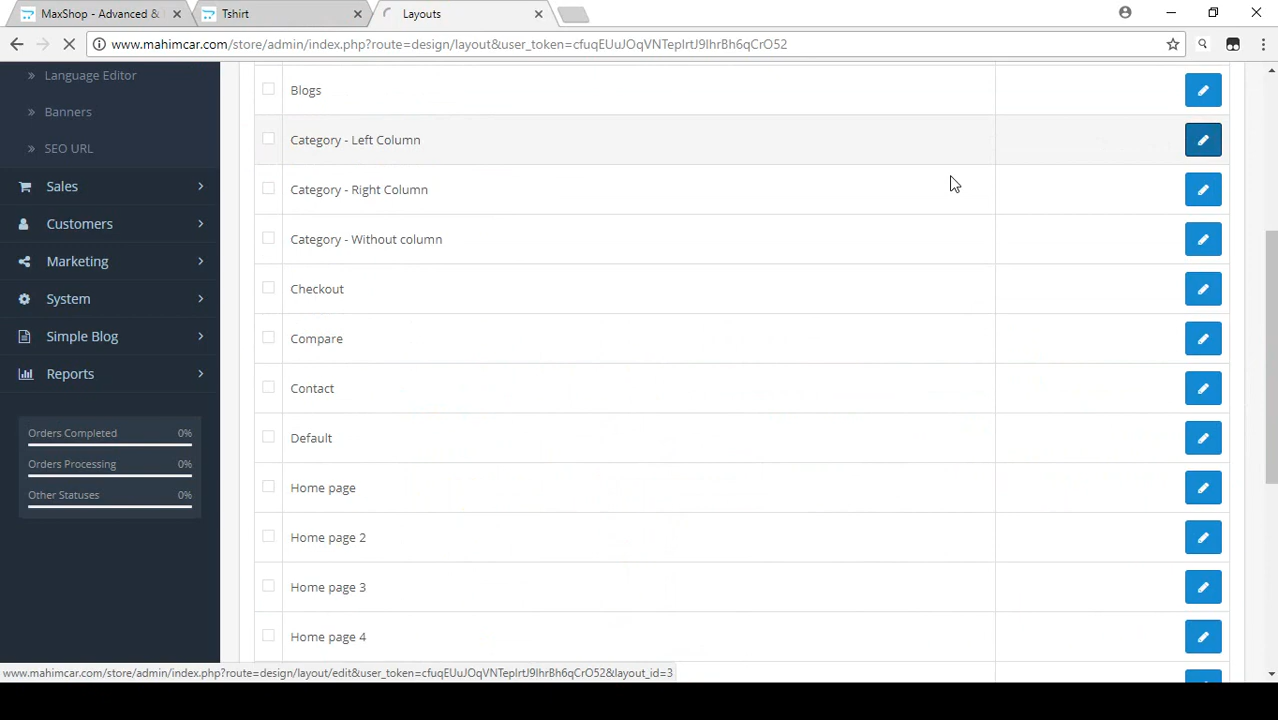 MaxShop - Advanced &
Tshirt
Layouts
www.mahimcar.com/store/admin/index.php?route=design/layout&user_token=cfuqEUuJOqVNTeplrtJ9lhrBh6qCrO52
Language Editor
Banners
SEO URL
Sales
Customers
Marketing
System
Simple Blog
Reports
Orders Completed 0%
Orders Processing 0%
Other Statuses 0%
Blogs
Category - Left Column
Category - Right Column
Category - Without column
Checkout
Compare
Contact
Default
Home page
Home page 2
Home page 3
Home page 4
www.mahimcar.com/store/admin/index.php?route=design/layout/edit&user_token=cfuqEUuJOqVNTeplrtJ9lhrBh6qCrO52&layout_id=3